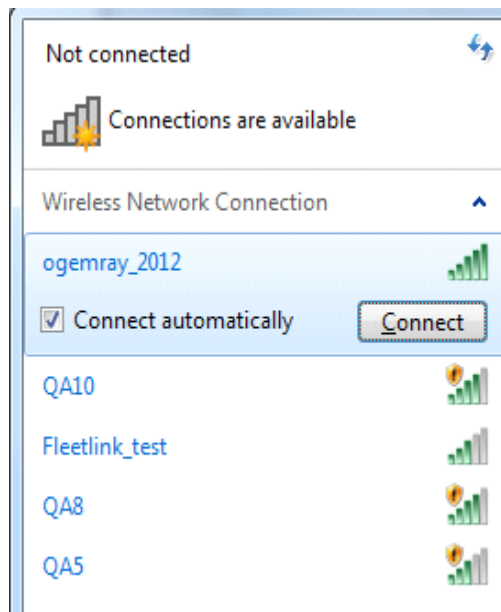 Not connected
Connections are available
Wireless Network Connection
ogemray_2012
Connect automatically
Connect
QA10
Fleetlink_test
QA8
QA5